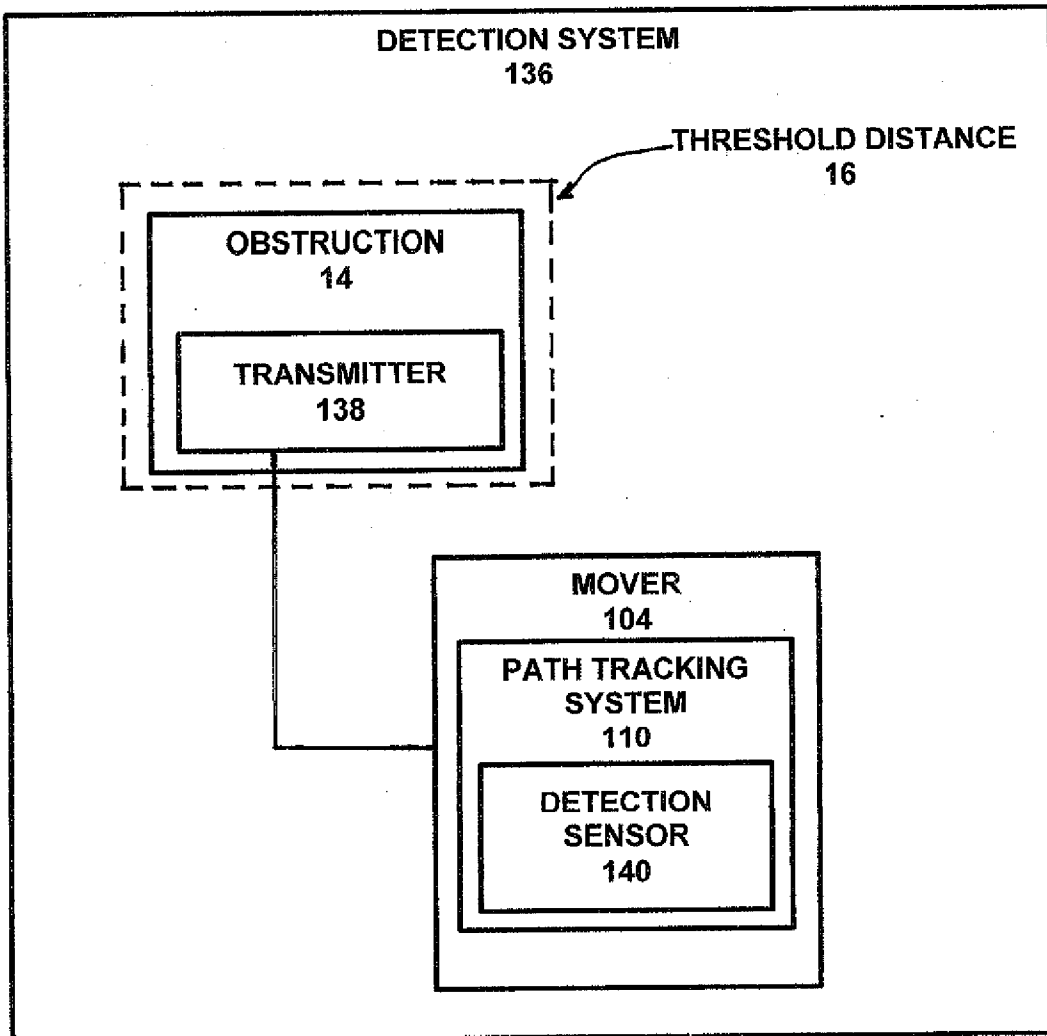 DETECTION SYSTEM
136
THRESHOLD DISTANCE
16
OBSTRUCTION
14
TRANSMITTER
138
MOVER
104
PATH TRACKING
SYSTEM
110
DETECTION
SENSOR
140